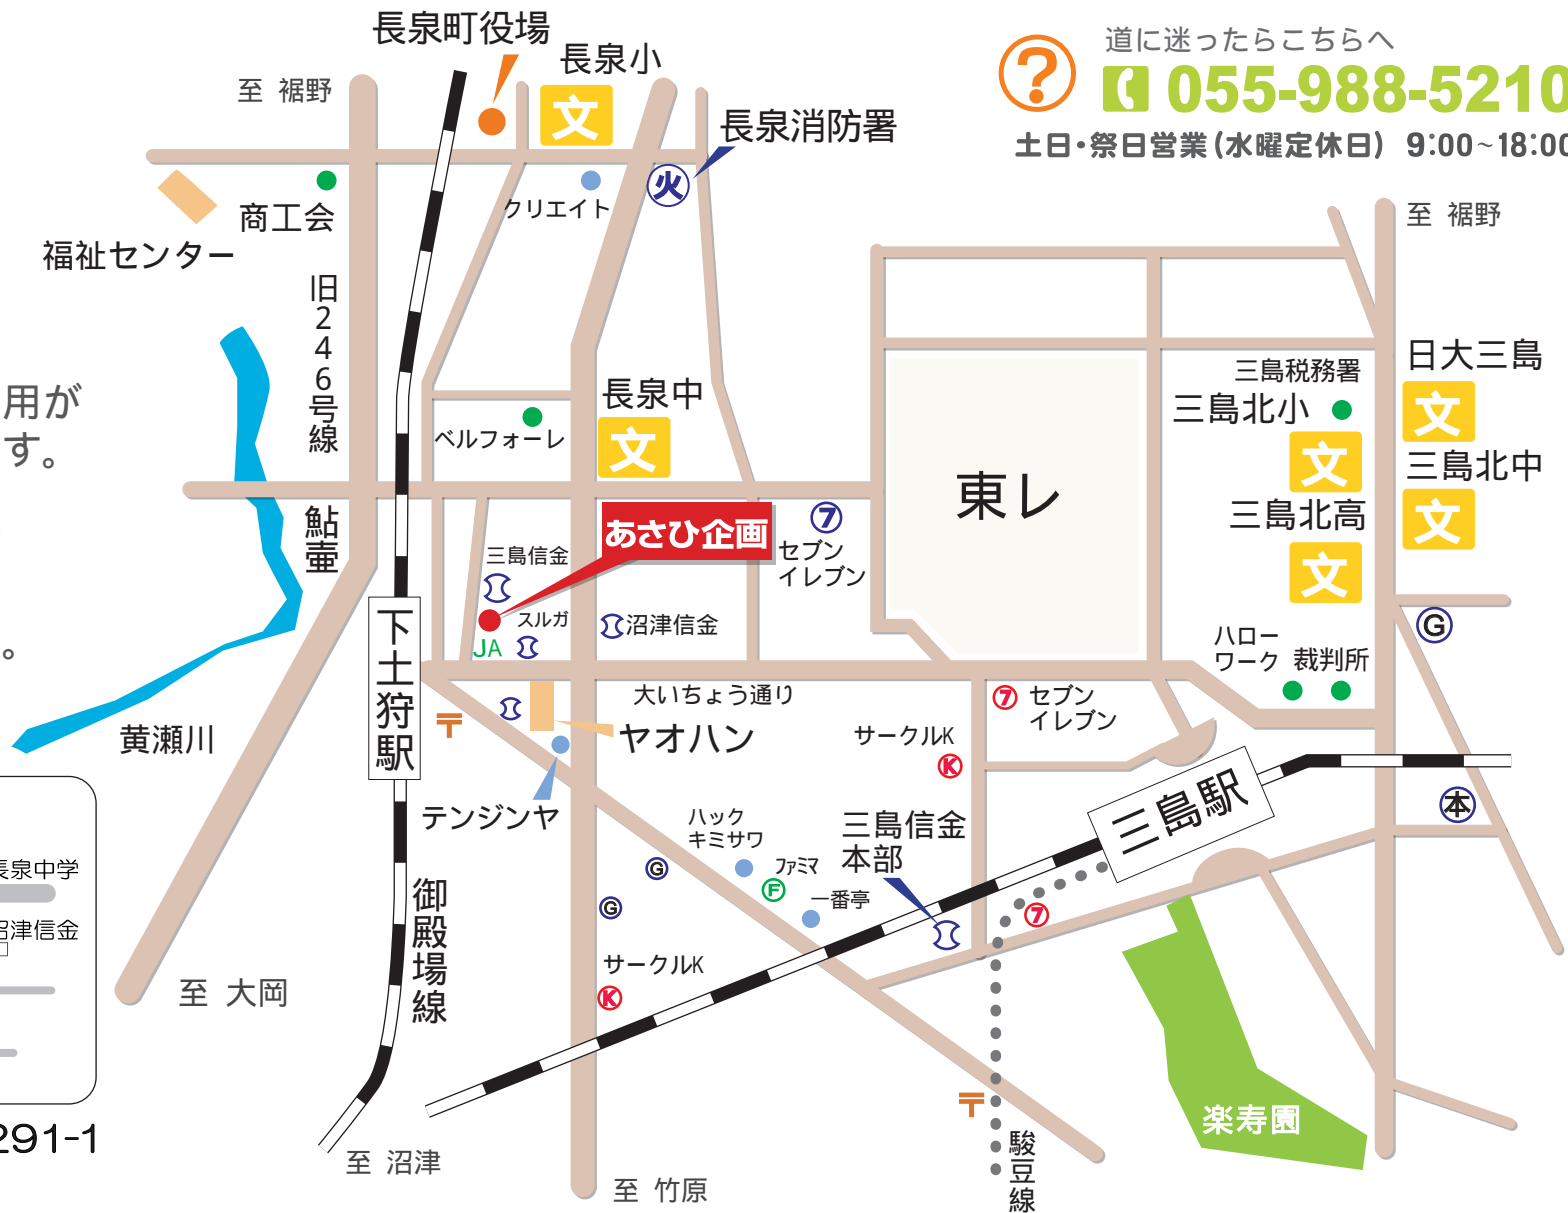 長泉町役場
長泉小
至 裾野
文
長泉消防署
火
クリエイト
商工会
福祉センター
?
道に迷ったらこちらへ
055-988-5210
土日・祭日営業(水曜定休日) 9:00~18:00
至 裾野
旧246号線
用が
す。
。
長泉中
文
ベルフォーレ
鮎壷
あさひ企画
三島信金
スルガ
JA
沼津信金
7
セブン
イレブン
東レ
三島税務署
三島北小
文
三島北高
文
日大三島
文
三島北中
文
ハロー
ワーク
裁判所
G
下土狩駅
〒
黄瀬川
大いちょう通り
ヤオハン
テンジンヤ
7
セブン
イレブン
サークルK
K
三島駅
本
ハック
キミサワ
G
G
ファミマ
F
一番亭
三島信金
本部
7
サークルK
K
御殿場線
長泉中学
沼津信金
291-1
至 大岡
至 沼津
至 竹原
〒
駿豆線
楽寿園